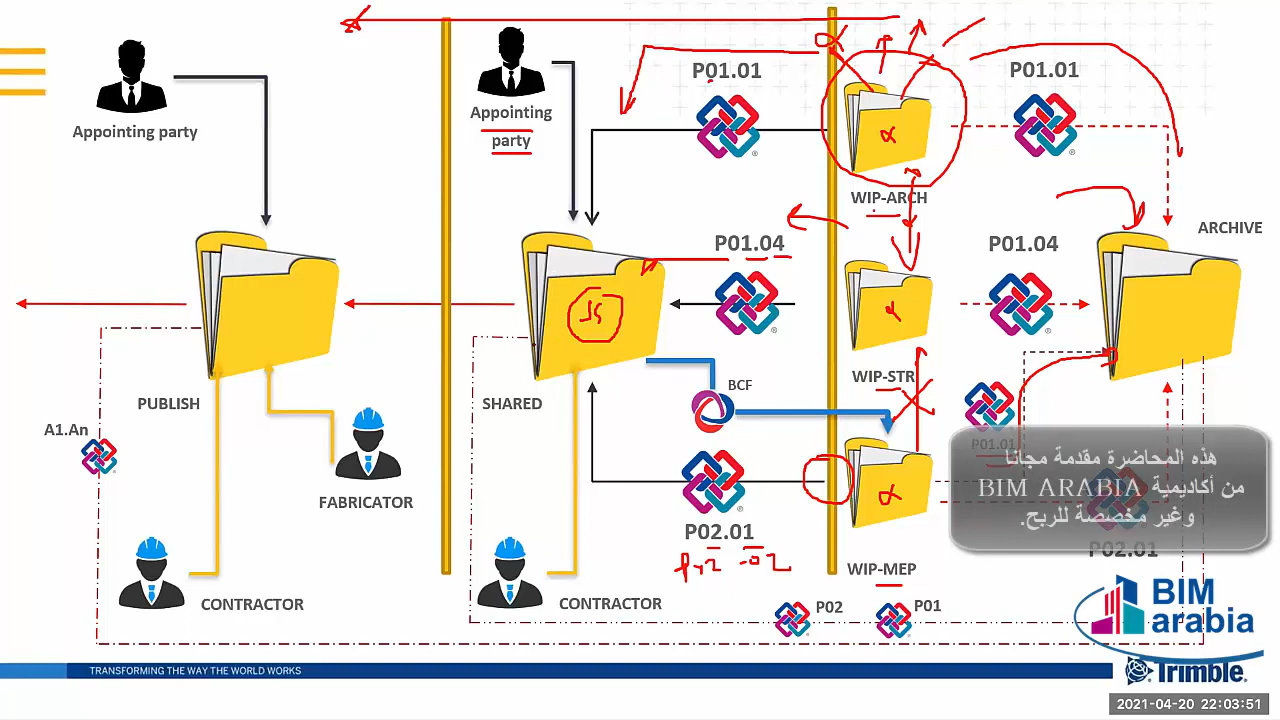 P01.01
P01.01
Appointing
party
Appointing party
WIP-ARCH
ARCHIVE
P01.04
P01.04
WIP-STR
BCF
PUBLISH
SHARED
A1.An
P01.01
هذه المحاضرة مقدمة مجانا
من أكاديمية BIM ARABIA
وغير مخصصة للربح.
FABRICATOR
P02.01
P02.01
WIP-MEP
CONTRACTOR
CONTRACTOR
P02
P01
BIM
arabia
TRANSFORMING THE WAY THE WORLD WORKS
Trimble.
2021-04-20 22:03:51